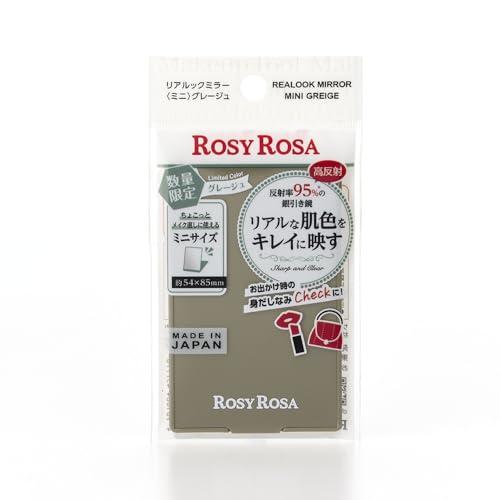 リアルックミラー
〈ミニ〉グレージュ
REALOOK MIRROR
MINI GREIGE
ROSY ROSA
数量
限定
Limited Color
グレージュ
高反射
反射率95%の
銀引き鏡
リアルな肌色を
キレイに映す
Sharp and Clear
ちょこっと
メイク直しに使える
ミニサイズ
約54×85mm
お出かけ時の
身だしなみCheckに!
MADE IN
JAPAN
ROSY ROSA